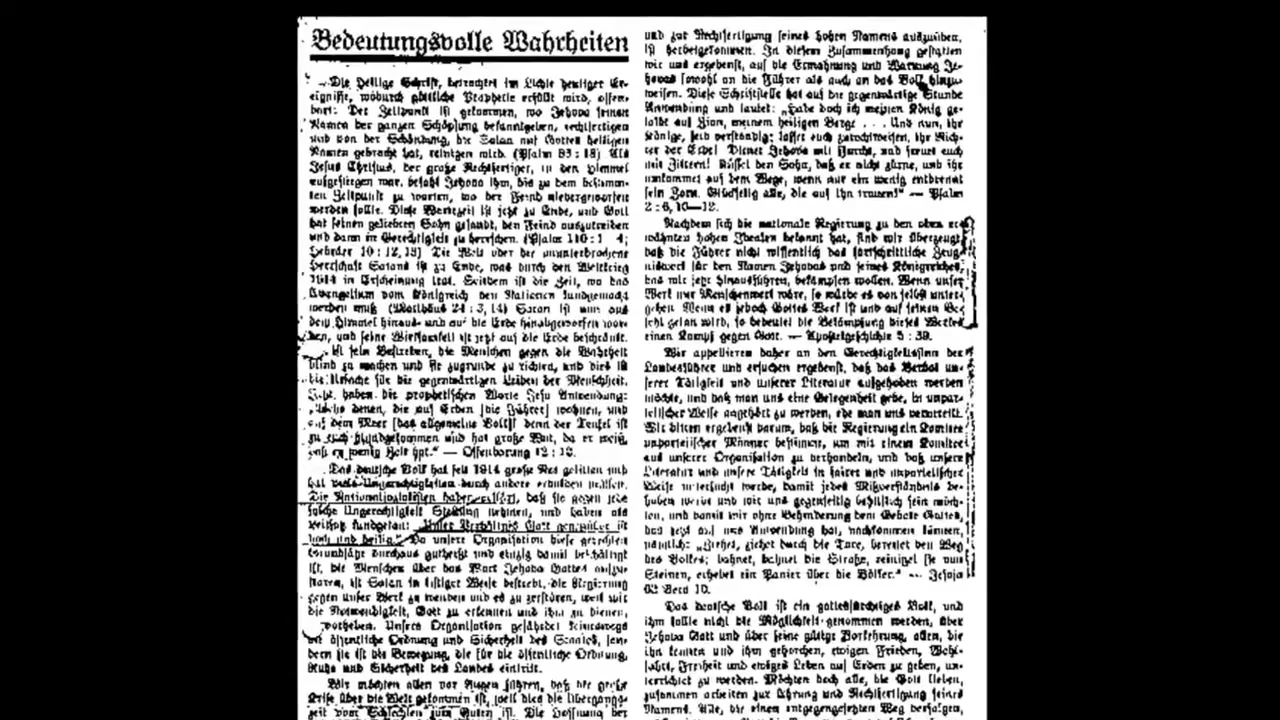 Bedeutungsvolle Wahrheiten
Die Heilige Schrift, betrachtet im Lichte heutiger Er-
eignisse, wodurch göttliche Prophetie erfüllt wird, offen-
bart: Der Zeitpunkt ist gekommen, wo Jehova seinen
Namen der ganzen Schöpfung bekanntgeben, rechtfertigen
und von der Schändung, die Satan auf Gottes heiligen
Namen gebracht hat, reinigen wird. (Psalm 83:18) Als
Jesus Christus, der große Rechtfertiger, in den Himmel
aufgestiegen war, befahl Jehova ihm, bis zu dem bestimm-
ten Zeitpunkt zu warten, wo der Feind niedergeworfen
werden sollte. Diese Wartezeit ist jetzt zu Ende, und Gott
hat seinen geliebten Sohn gesandt, den Feind auszutreiben
und dann in Gerechtigkeit zu herrschen. (Psalm 110:1 4;
Hebräer 10:12,13) Die Welt oder die ununterbrochene
Herrschaft Satans ist zu Ende, was durch den Weltkrieg
1914 in Erscheinung trat. Seitdem ist die Zeit, wo das
Evangelium vom Königreich den Nationen kundgemacht
werden muß (Matthäus 24:3,14) Satan ist nun aus
dem Himmel hinaus- und auf die Erde hinabgeworfen wor-
den, und seine Wirksamkeit ist jetzt auf die Erde beschränkt.
Es ist sein Bestreben, die Menschen gegen die Wahrheit
blind zu machen und sie zugrunde zu richten, und dies ist
die Ursache für die gegenwärtigen Leiden der Menschheit.
Jetzt haben die prophetischen Worte Jesu Anwendung:
„Wehe denen, die auf Erden [die Führer] wohnen, und
auf dem Meer [das allgemeine Volk]! denn der Teufel ist
zu euch hinabgekommen und hat große Wut, da er weiß,
daß er wenig Zeit hat." — Offenbarung 12:12.
Das deutsche Volk hat seit 1914 große Not gelitten und
hat viele Ungerechtigkeiten durch andere erdulden müssen.
Die Nationalsozialisten haben erklärt, daß sie gegen jede
solche Ungerechtigkeit Stellung nehmen, und haben als
kundgetan: „Unser Verhältnis Gott gegenüber ist
hoch und heilig." Da unsere Organisation diese gerechten
Grundsätze durchaus gutheißt und einzig damit beschäftigt
ist, die Menschen über das Wort Jehova Gottes aufzu-
klären, ist Satan in listiger Weise bestrebt, die Regierung
gegen unser Werk zu wenden und es zu zerstören, weil wir
die Notwendigkeit, Gott zu erkennen und ihm zu dienen,
Unsere Organisation gefährdet keineswegs
die öffentliche Ordnung und Sicherheit des Staates, son-
dern sie ist die Bewegung, die für die öffentliche Ordnung,
Ruhe und Sicherheit des Landes eintritt.
Wir möchten allen vor Augen führen, daß die große
Krise über die Welt gekommen ist, weil dies die Übergangs-
zeit vom Schlechten zum Guten ist. Die Hoffnung der
und zur Rechtfertigung seines hohen Namens auszuüben,
ist herbeigekommen. In diesem Zusammenhang gestatten
wir uns ergebenst, auf die Ermahnung und Warnung Je-
hovas sowohl an die Führer als auch an das Volk hinzu-
weisen. Diese Schriftstelle hat auf die gegenwärtige Stunde
Anwendung und lautet: „Habe doch ich meinen König ge-
salbt auf Zion, meinem heiligen Berge . . . Und nun, ihr
Könige, seid verständig; lasset euch zurechtweisen, ihr Rich-
ter der Erde! Dienet Jehova mit Furcht, und freuet euch
mit Zittern! Küsset den Sohn, daß er nicht zürne, und ihr
umkommet auf dem Wege, wenn nur ein wenig entbrennt
sein Zorn. Glückselig alle, die auf ihn trauen!" — Psalm
2:6, 10—12.
Nachdem sich die nationale Regierung zu den oben er-
wähnten hohen Idealen bekannt hat, sind wir überzeugt,
daß die Führer nicht wissentlich das fortschrittliche Zeug-
niswerk für den Namen Jehovas und seines Königreiches,
das wir jetzt hinausführen, bekämpfen wollen. Wenn unser
Werk nur Menschenwerk wäre, so würde es von selbst unter-
gehen. Wenn es jedoch Gottes Werk ist und auf seinen Be-
fehl getan wird, so bedeutet die Bekämpfung dieses Werkes
einen Kampf gegen Gott. — Apostelgeschichte 5:39.
Wir appellieren daher an den Gerechtigkeitssinn der
Landesführer und ersuchen ergebenst, daß das Verbot un-
serer Tätigkeit und unserer Literatur aufgehoben werden
möchte, und daß man uns eine Gelegenheit gebe, in unpar-
teiischer Weise angehört zu werden, ehe man uns verurteilt.
Wir bitten ergebenst darum, daß die Regierung ein Komitee
unparteiischer Männer bestimmt, um mit einem Komitee
aus unserer Organisation zu verhandeln, und daß unsere
Literatur und unsere Tätigkeit in fairer und unparteiischer
Weise untersucht werde, damit jedes Mißverständnis be-
hoben werde und wir uns gegenseitig behilflich sein möch-
ten, und damit wir ohne Behinderung dem Gebote Gottes,
das jetzt auf uns Anwendung hat, nachkommen können,
nämlich: „Ziehet, ziehet durch die Tore, bereitet den Weg
des Volkes; bahnet, bahnet die Straße, reiniget sie von
Steinen, erhebet ein Panier über die Völker." — Jesaja
62 Vers 10.
Das deutsche Volk ist ein gottesfürchtiges Volk, und
ihm sollte nicht die Möglichkeit genommen werden, über
Jehova Gott und über seine gütige Vorkehrung, allen, die
ihn kennen und ihm gehorchen, ewigen Frieden, Wohl-
fahrt, Freiheit und ewiges Leben auf Erden zu geben, un-
terrichtet zu werden. Möchten doch alle, die Gott lieben,
zusammen arbeiten zur Ehrung und Rechtfertigung seines
Namens. Alle, die einen entgegengesetzten Weg verfolgen,